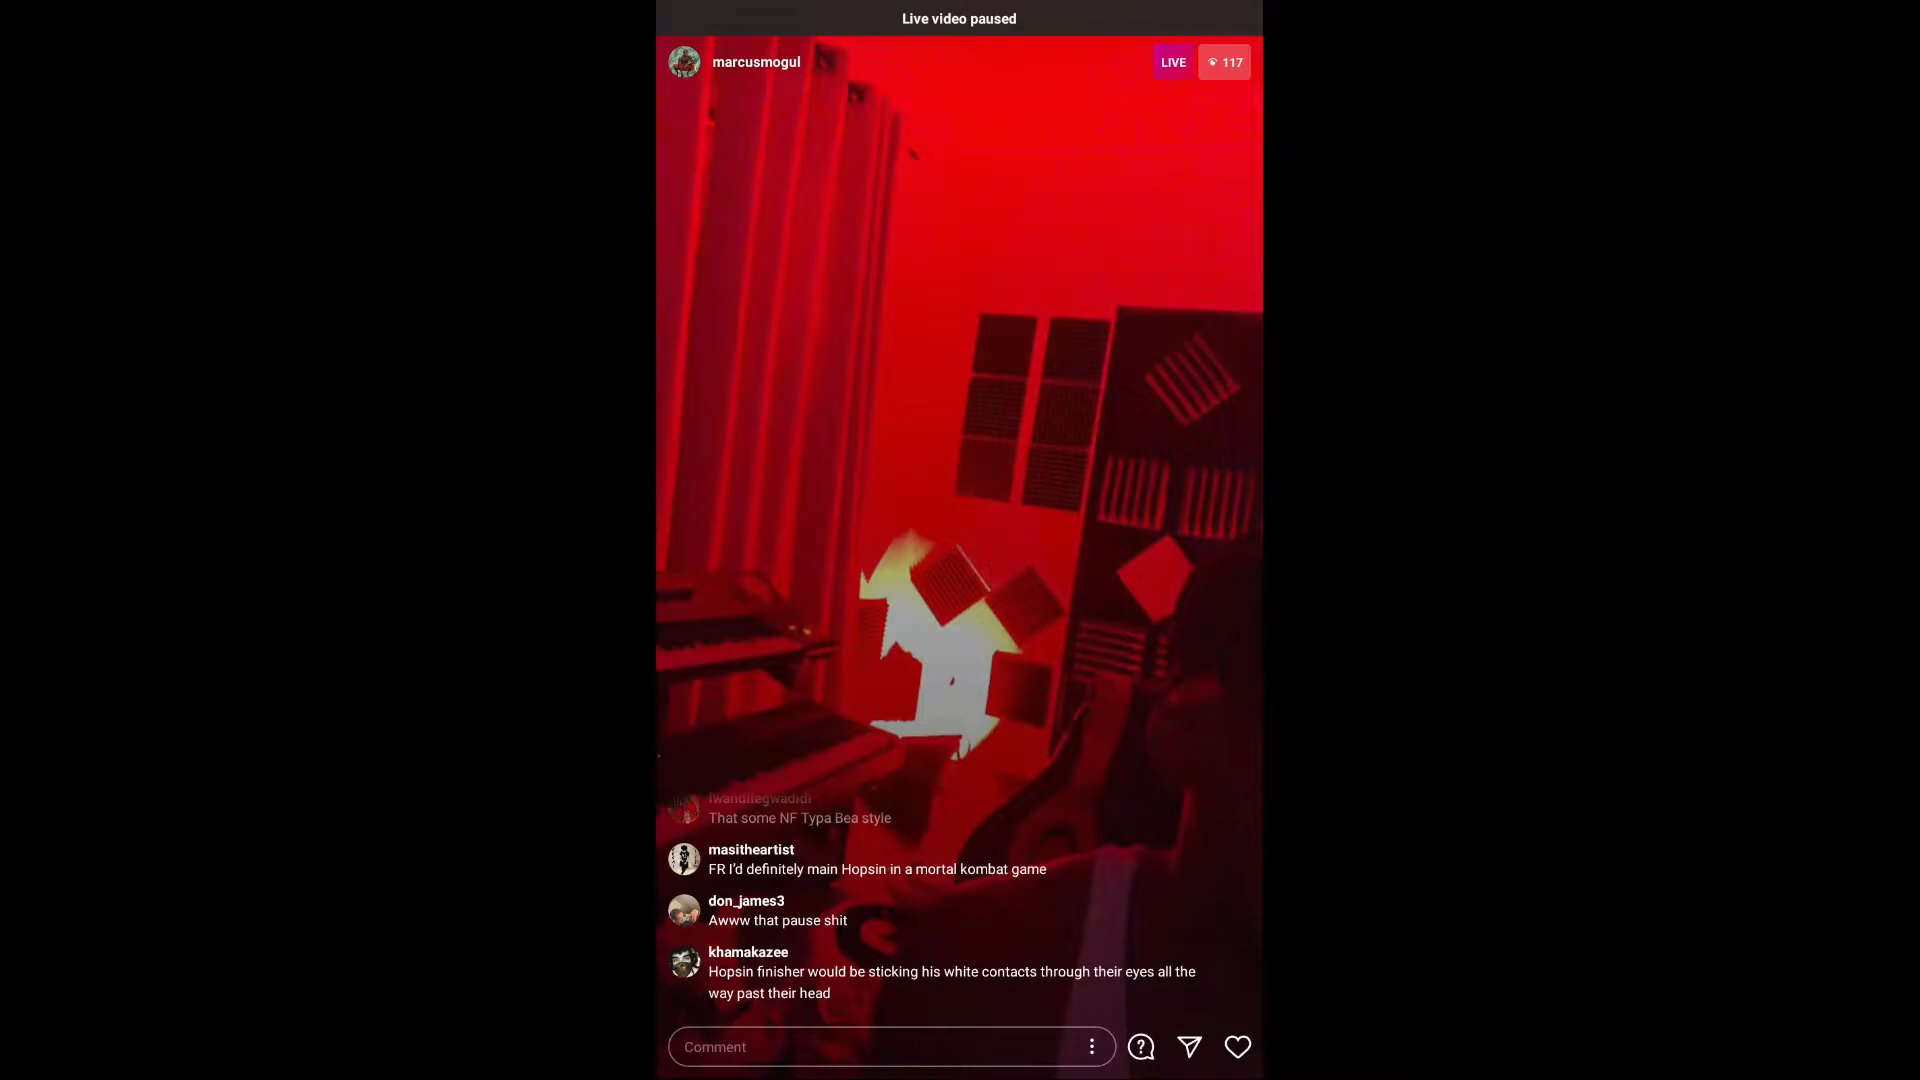 Live video paused
marcusmogul
LIVE
117
lwandilegwadidi
That some NF Typa Bea style
masitheartist
FR I'd definitely main Hopsin in a mortal kombat game
don_james3
Awww that pause shit
khamakazee
Hopsin finisher would be sticking his white contacts through their eyes all the
way past their head
Comment